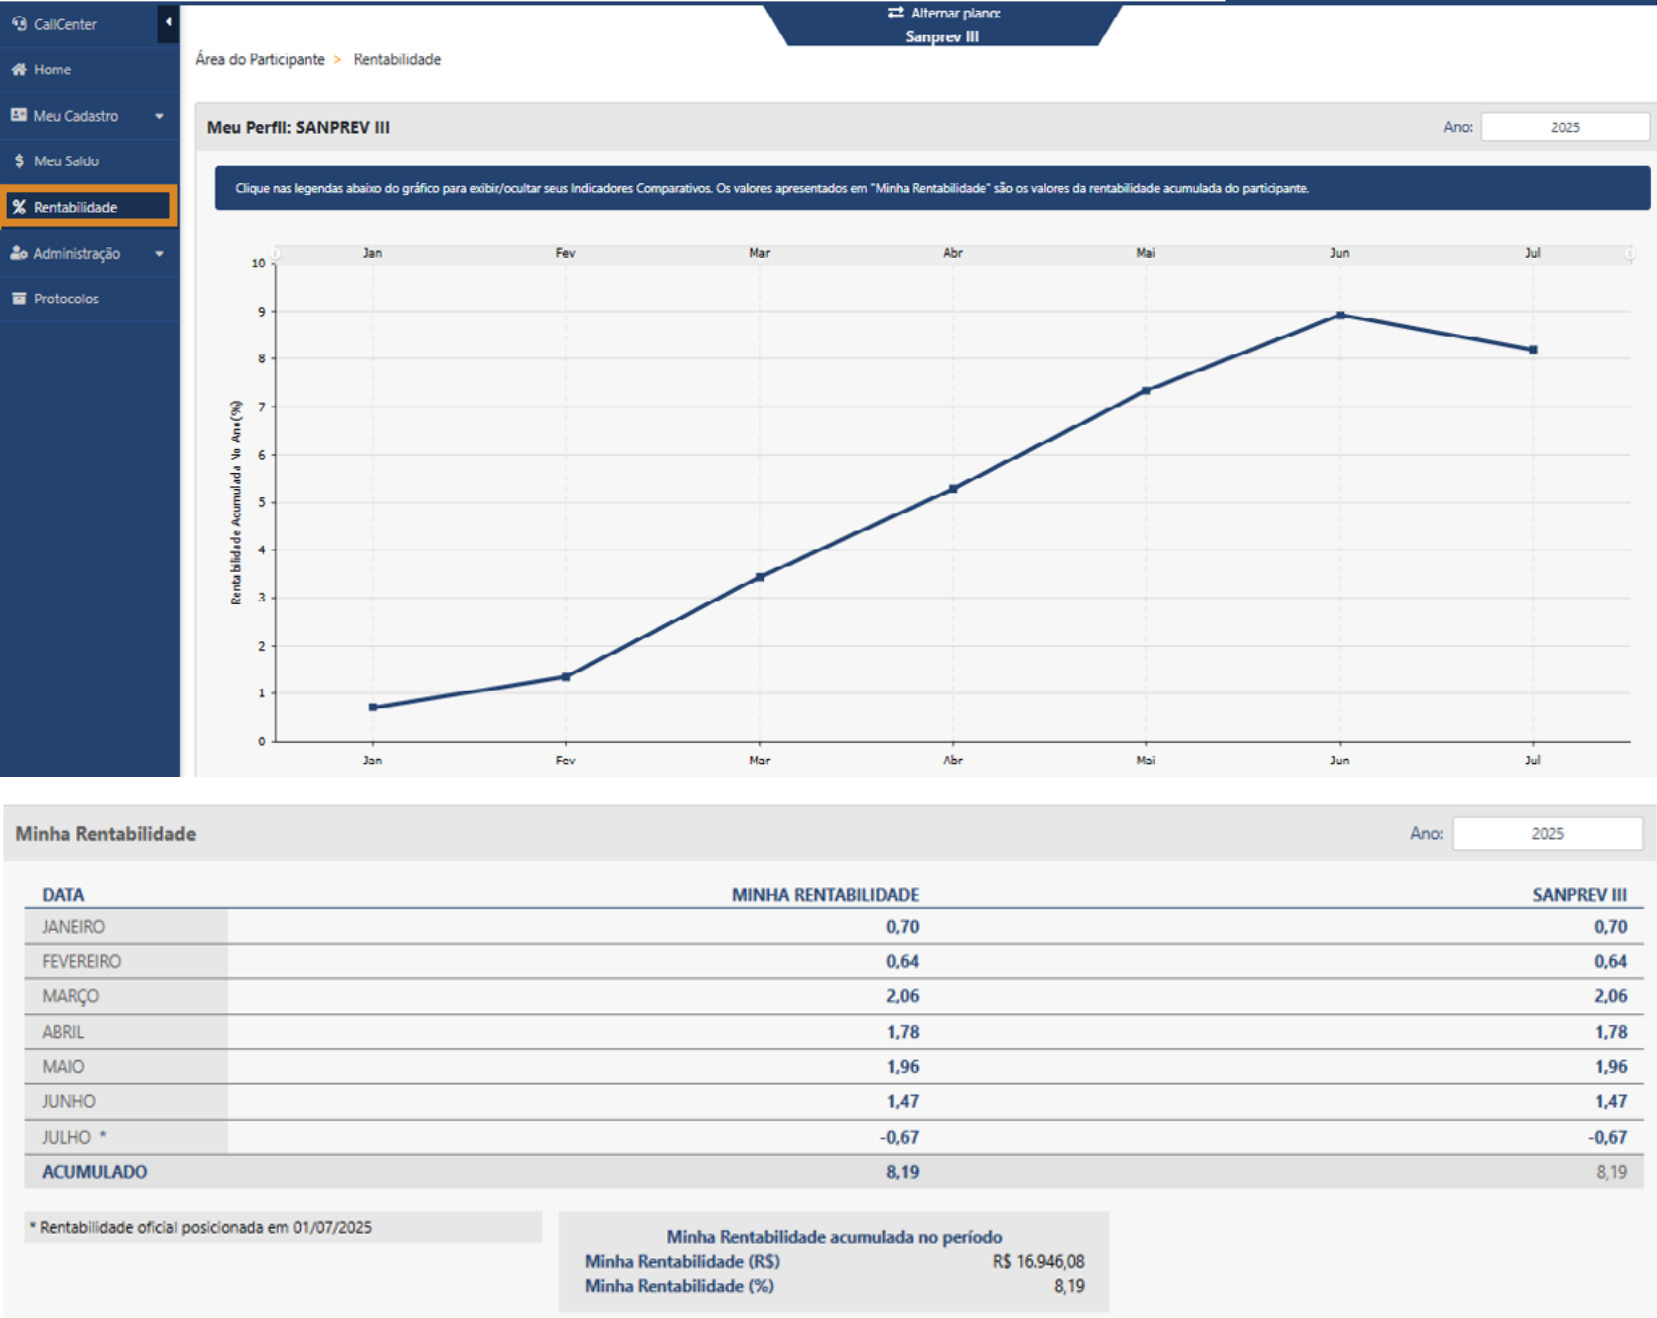 CallCenter
Alternar plano:
Sanprev III
Home
Área do Participante > Rentabilidade
Meu Cadastro
Meu Perfil: SANPREV III
Ano: 2025
Meu Saldo
Clique nas legendas abaixo do gráfico para exibir/ocultar seus Indicadores Comparativos. Os valores apresentados em "Minha Rentabilidade" são os valores da rentabilidade acumulada do participante.
Rentabilidade
Administração
Protocolos
Jan Fev Mar Abr Mai Jun Jul
10
9
8
7
6
5
4
3
2
1
0
Rentabilidade Acumulada No Ano(%)
Jan Fev Mar Abr Mai Jun Jul
Minha Rentabilidade
Ano: 2025
DATA MINHA RENTABILIDADE SANPREV III
JANEIRO 0,70 0,70
FEVEREIRO 0,64 0,64
MARÇO 2,06 2,06
ABRIL 1,78 1,78
MAIO 1,96 1,96
JUNHO 1,47 1,47
JULHO * -0,67 -0,67
ACUMULADO 8,19 8,19
* Rentabilidade oficial posicionada em 01/07/2025
Minha Rentabilidade acumulada no período
Minha Rentabilidade (R$) R$ 16.946,08
Minha Rentabilidade (%) 8,19